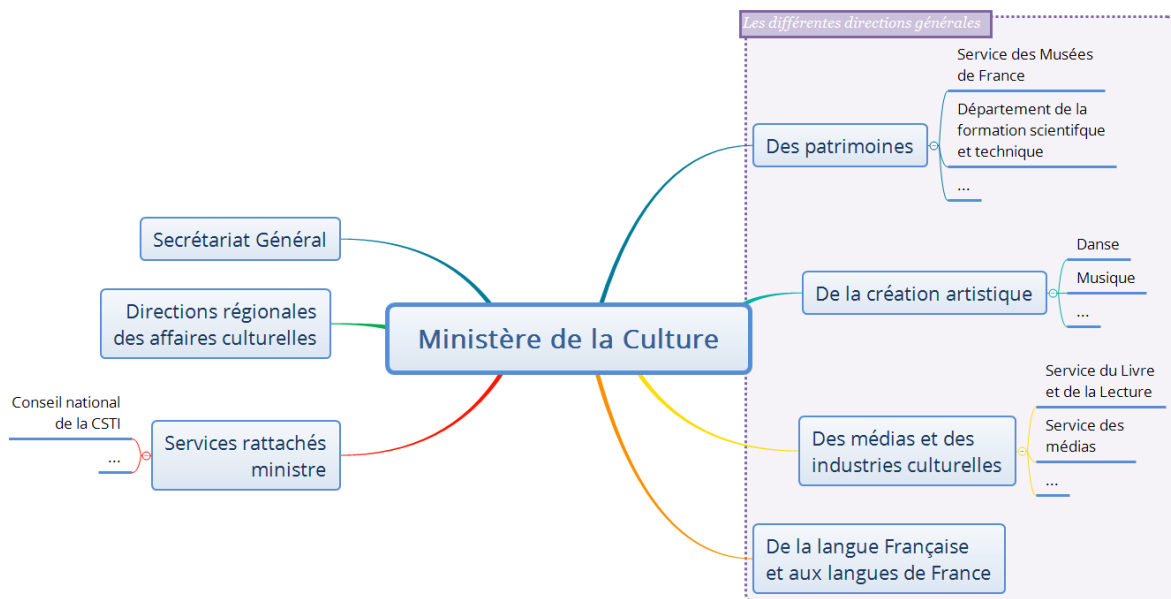 Les différentes directions générales
Service des Musées
de France
Des patrimoines
Département de la
formation scientifque
et technique
...
Secrétariat Général
Danse
De la création artistique
Musique
...
Directions régionales
des affaires culturelles
Ministère de la Culture
Service du Livre
et de la Lecture
Conseil national
de la CSTI
...
Services rattachés
ministre
Des médias et des
industries culturelles
Service des
médias
...
De la langue Française
et aux langues de France